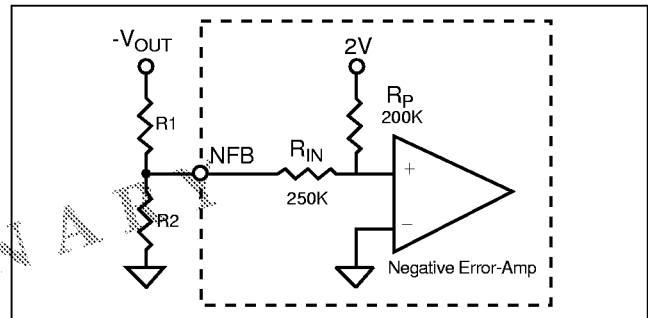 -VOUT
2V
R1
NFB
RIN
250K
RP
200K
+
−
R2
Negative Error-Amp
N A R Y